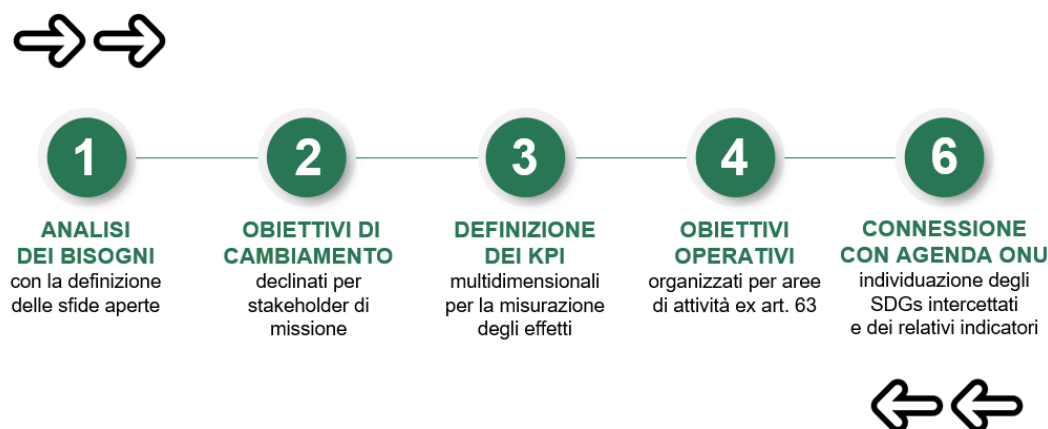 1
ANALISI
DEI BISOGNI
con la definizione
delle sfide aperte
2
OBIETTIVI DI
CAMBIAMENTO
declinati per
stakeholder di
missione
3
DEFINIZIONE
DEI KPI
multidimensionali
per la misurazione
degli effetti
4
OBIETTIVI
OPERATIVI
organizzati per aree
di attività ex art. 63
6
CONNESSIONE
CON AGENDA ONU
individuazione degli
SDGs intercettati
e dei relativi indicatori